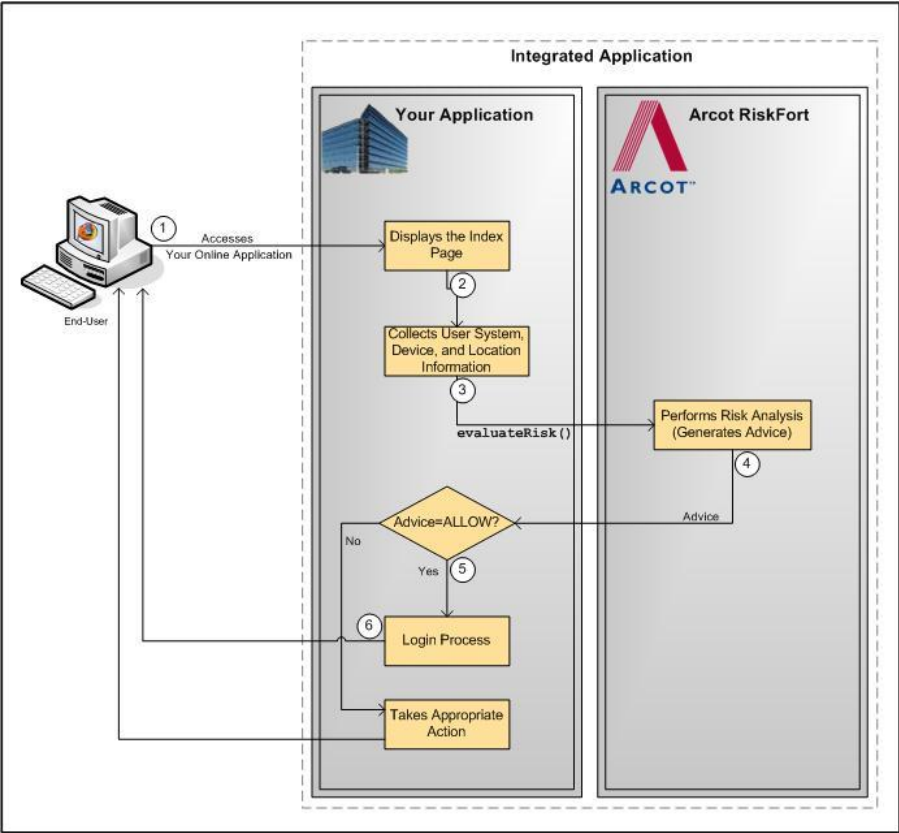 Integrated Application
Your Application
Arcot RiskFort
ARCOT™
1
Accesses
Your Online Application
End-User
Displays the Index
Page
2
Collects User System,
Device, and Location
Information
3
evaluateRisk()
Performs Risk Analysis
(Generates Advice)
4
Advice
Advice=ALLOW?
No
Yes
5
6
Login Process
Takes Appropriate
Action